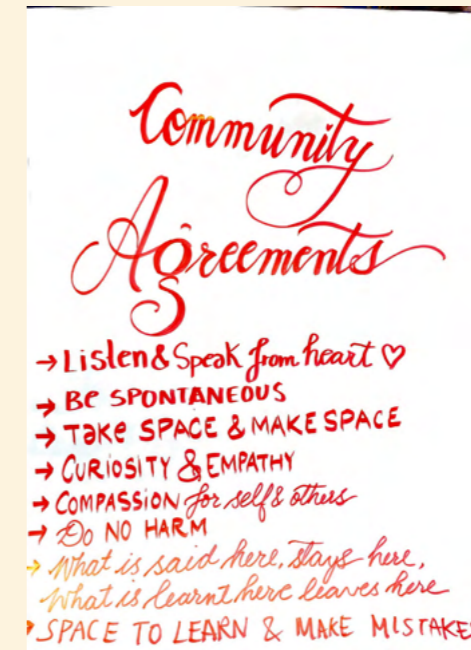 Community
Agreements
→ Listen & Speak from heart ♡
→ Be SPONTANEOUS
→ Take SPACE & MAKE SPACE
→ CURIOSITY & EMPATHY
→ COMPASSION for self & others
→ Do NO HARM
→ What is said here, stays here,
What is learnt here leaves here
SPACE TO LEARN & MAKE MISTAKES